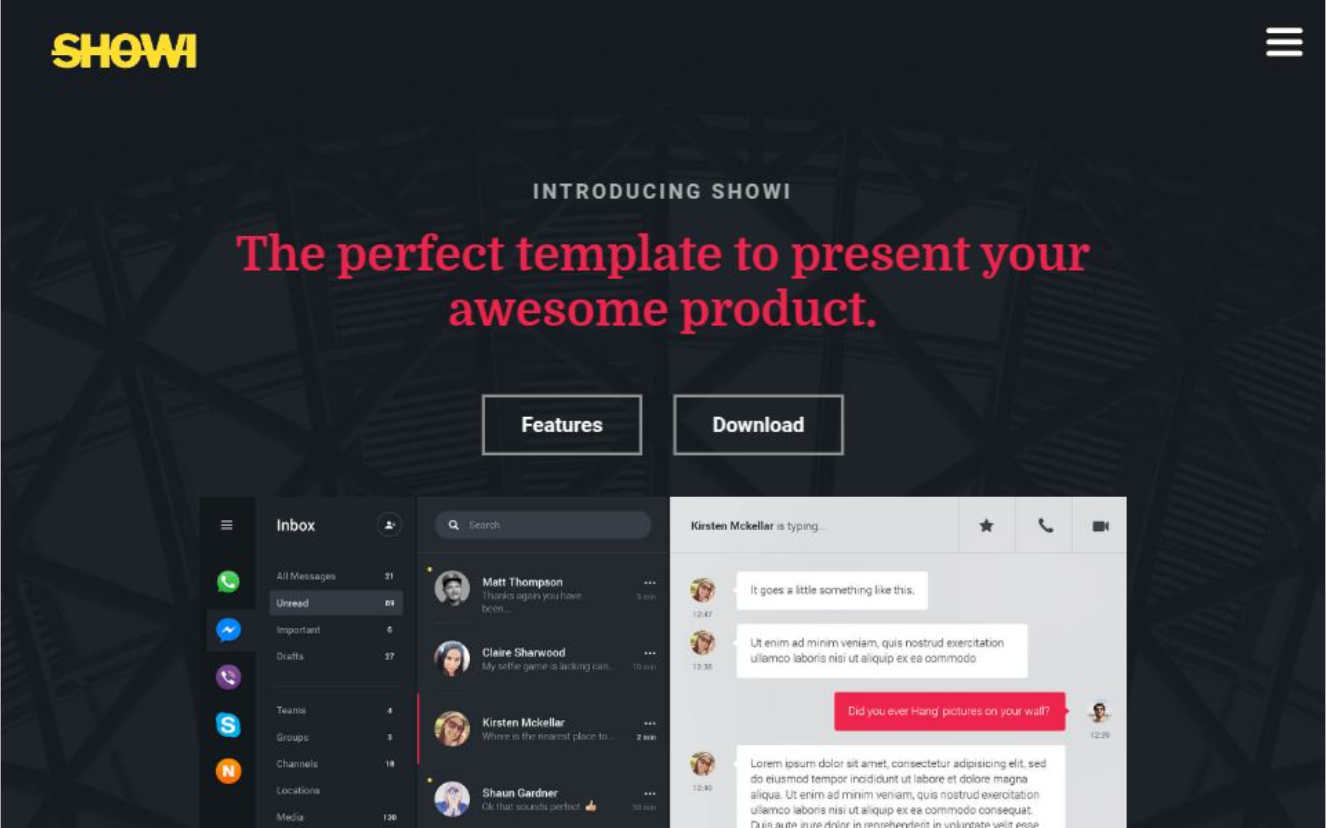 SHOWI
INTRODUCING SHOWI
The perfect template to present your
awesome product.
Features
Download
Inbox
All Messages 21
Unread 89
Important 6
Drafts 27
Teams 4
Groups 3
Channels 18
Locations
Media 120
Search
Matt Thompson
Thanks again you have 5 min
been...
Claire Sharwood
My selfie game is lacking can... 10 min
Kirsten Mckellar
Where is the nearest place to... 2 min
Shaun Gardner
Ok that sounds perfect 👍
Kirsten Mckellar is typing...
It goes a little something like this.
12:47
Ut enim ad minim veniam, quis nostrud exercitation
ullamco laboris nisi ut aliquip ex ea commodo
12:38
Did you ever Hang' pictures on your wall?
12:39
Lorem ipsum dolor sit amet, consectetur adipisicing elit, sed
do eiusmod tempor incididunt ut labore et dolore magna
12:40
aliqua. Ut enim ad minim veniam, quis nostrud exercitation
ullamco laboris nisi ut aliquip ex ea commodo consequat.
Duis aute irure dolor in reprehenderit in voluptate velit esse